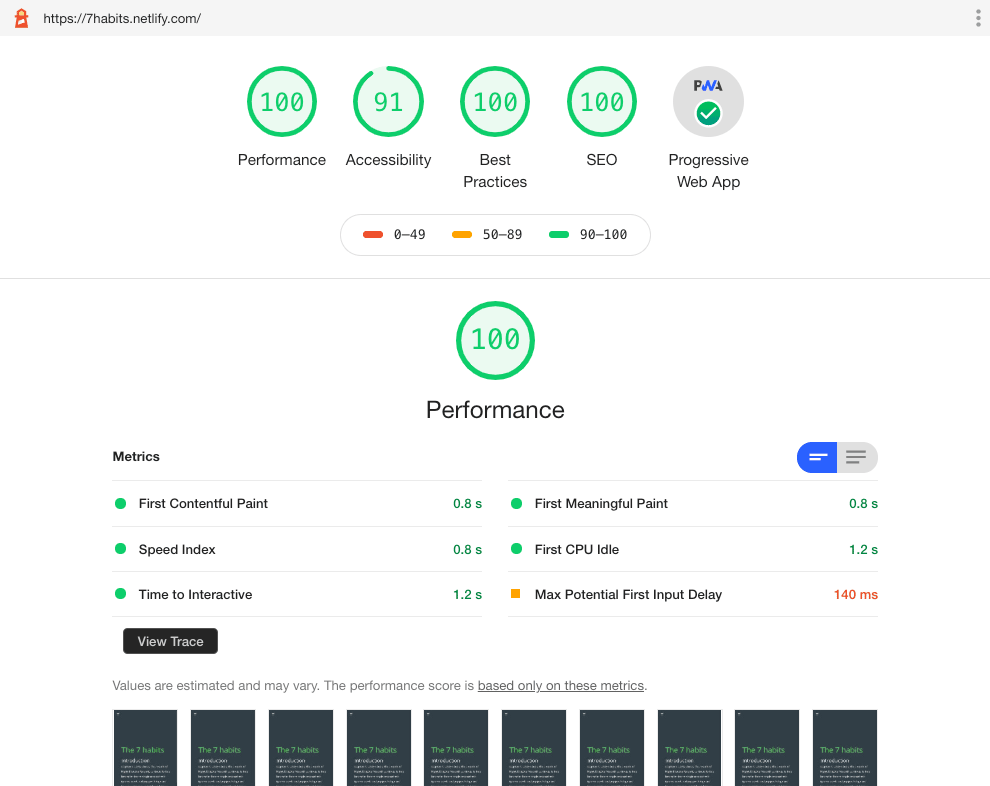 https://7habits.netlify.com/
100 91 100 100 PWA
Performance Accessibility Best Practices SEO Progressive Web App
0–49 50–89 90–100
100
Performance
Metrics
First Contentful Paint 0.8 s First Meaningful Paint 0.8 s
Speed Index 0.8 s First CPU Idle 1.2 s
Time to Interactive 1.2 s Max Potential First Input Delay 140 ms
View Trace
Values are estimated and may vary. The performance score is based only on these metrics.
The 7 habits The 7 habits The 7 habits The 7 habits The 7 habits The 7 habits The 7 habits The 7 habits The 7 habits The 7 habits
Introduction Introduction Introduction Introduction Introduction Introduction Introduction Introduction Introduction Introduction